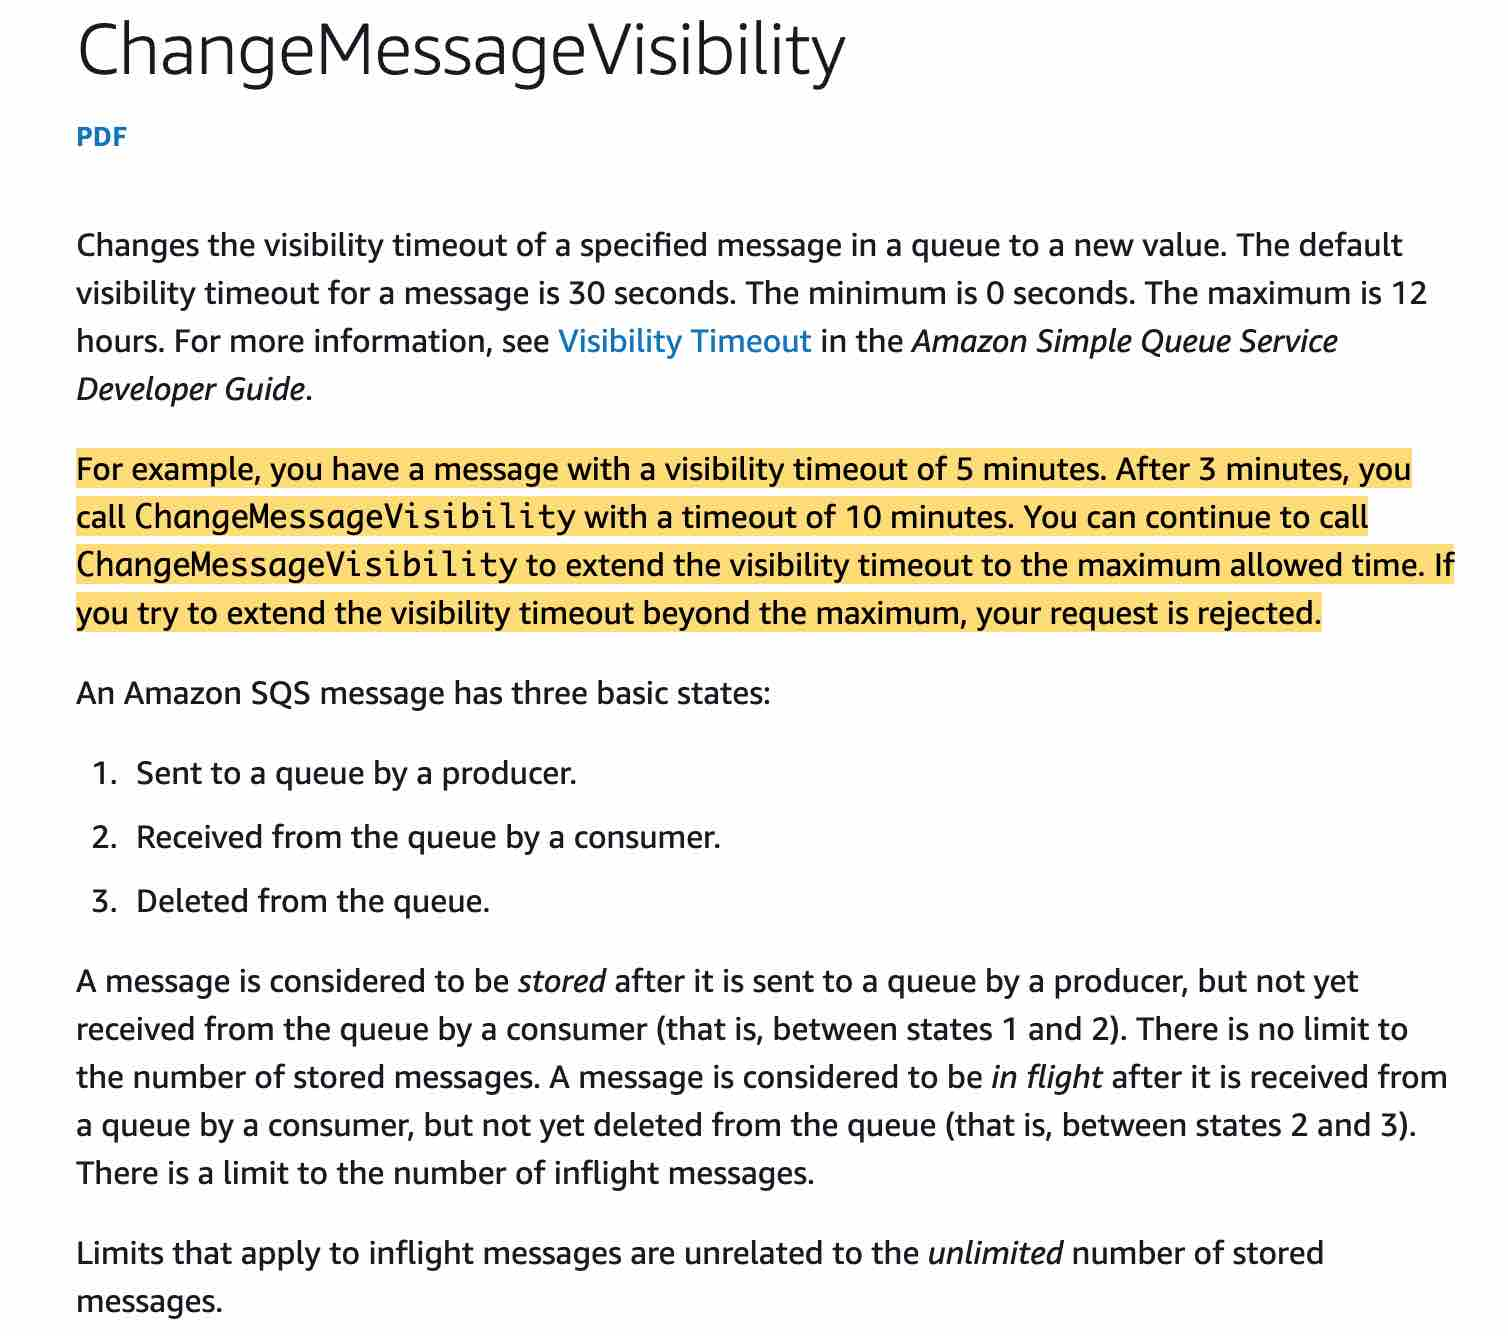 ChangeMessageVisibility
PDF
Changes the visibility timeout of a specified message in a queue to a new value. The default
visibility timeout for a message is 30 seconds. The minimum is 0 seconds. The maximum is 12
hours. For more information, see Visibility Timeout in the Amazon Simple Queue Service
Developer Guide.
For example, you have a message with a visibility timeout of 5 minutes. After 3 minutes, you
call ChangeMessageVisibility with a timeout of 10 minutes. You can continue to call
ChangeMessageVisibility to extend the visibility timeout to the maximum allowed time. If
you try to extend the visibility timeout beyond the maximum, your request is rejected.
An Amazon SQS message has three basic states:
1. Sent to a queue by a producer.
2. Received from the queue by a consumer.
3. Deleted from the queue.
A message is considered to be stored after it is sent to a queue by a producer, but not yet
received from the queue by a consumer (that is, between states 1 and 2). There is no limit to
the number of stored messages. A message is considered to be in flight after it is received from
a queue by a consumer, but not yet deleted from the queue (that is, between states 2 and 3).
There is a limit to the number of inflight messages.
Limits that apply to inflight messages are unrelated to the unlimited number of stored
messages.